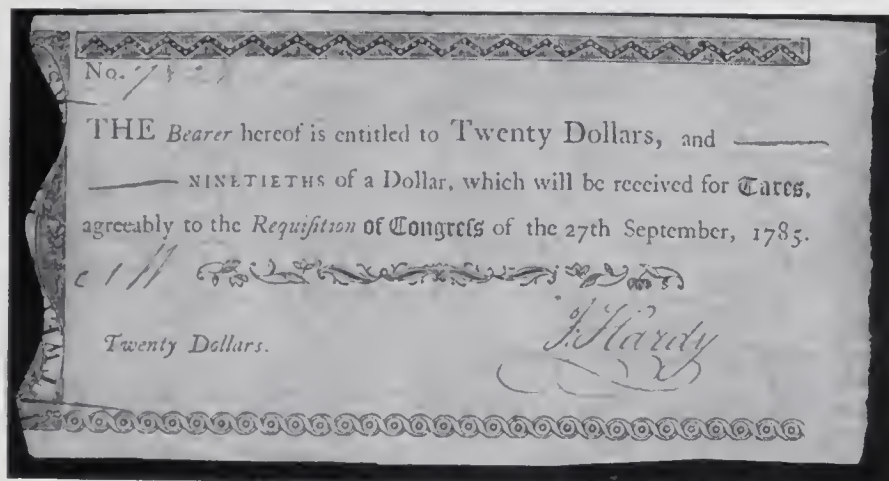 No.
THE Bearer hereof is entitled to Twenty Dollars, and
NINETIETHS of a Dollar, which will be received for Taxes,
agreeably to the Requiſition of Congreſs of the 27th September, 1785.
Twenty Dollars.
J. Hardy
TWE